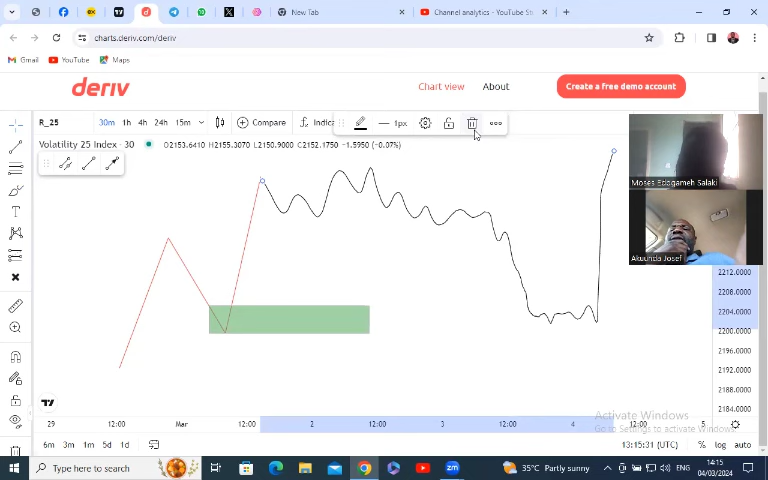 New Tab
Channel analytics - YouTube St
charts.deriv.com/deriv
Gmail
YouTube
Maps
deriv
Chart view
About
Create a free demo account
R_25
30m
1h
4h
24h
15m
Compare
Indica
1px
Volatility 25 Index · 30
O2153.6410 H2155.3070 L2150.9000 C2152.1750 −1.5950 (−0.07%)
Moses Edogameh Salaki
Akuunda Josef
2212.0000
2208.0000
2204.0000
2200.0000
2196.0000
2192.0000
2188.0000
2184.0000
Activate Windows
Go to Settings to activate Windows.
29
12:00
Mar
12:00
2
12:00
3
12:00
4
12:00
5
6m
3m
1m
5d
1d
13:15:31 (UTC)
%
log
auto
Type here to search
zm
35°C Partly sunny
ENG
14:15
04/03/2024